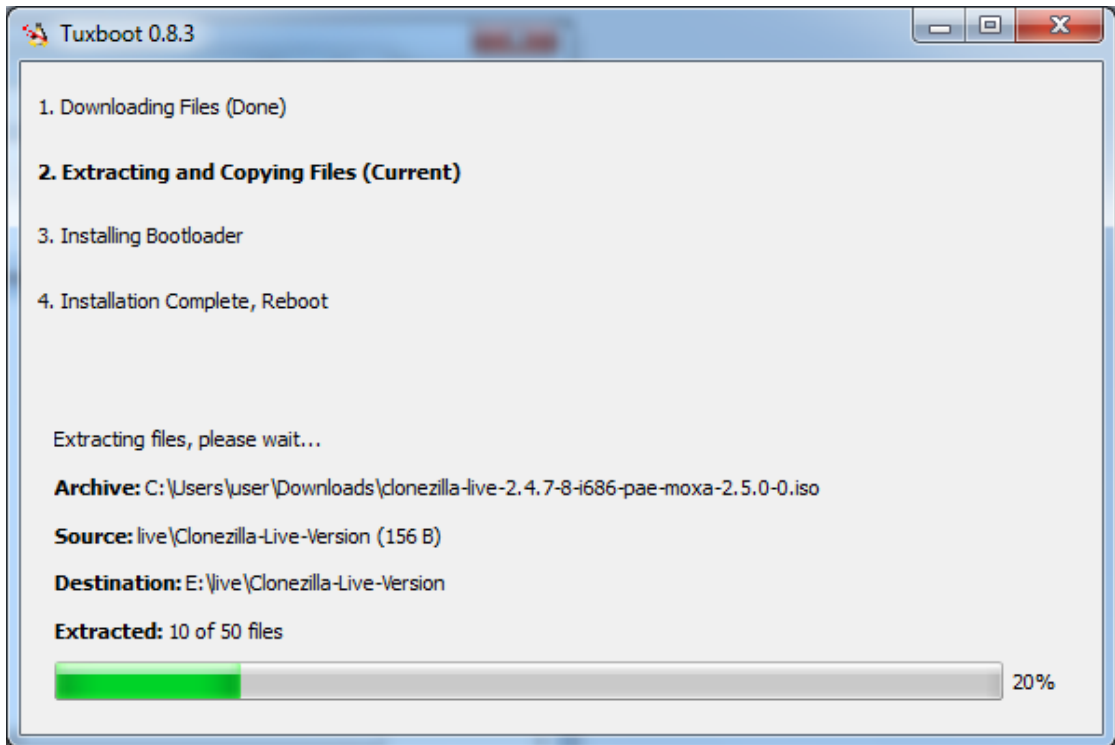 Tuxboot 0.8.3
1. Downloading Files (Done)
2. Extracting and Copying Files (Current)
3. Installing Bootloader
4. Installation Complete, Reboot
Extracting files, please wait...
Archive: C:\Users\user\Downloads\clonezilla-live-2.4.7-8-i686-pae-moxa-2.5.0-0.iso
Source: live\Clonezilla-Live-Version (156 B)
Destination: E:\live\Clonezilla-Live-Version
Extracted: 10 of 50 files
20%